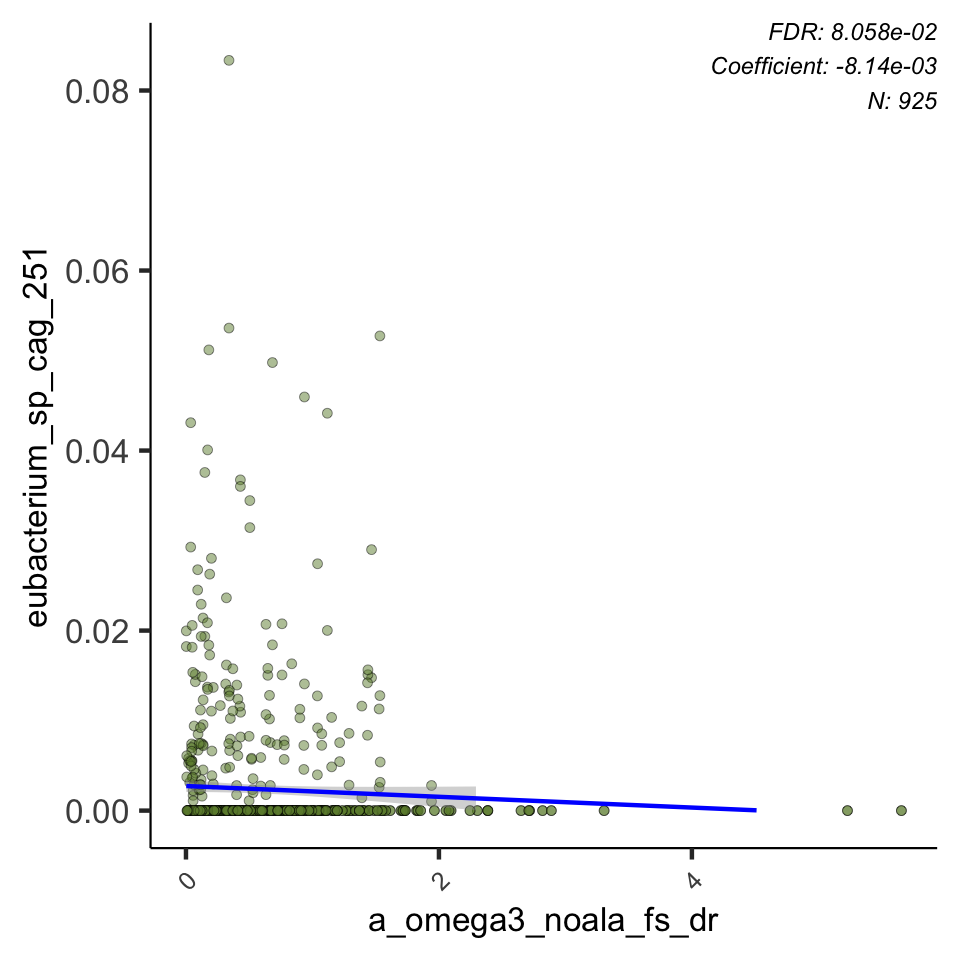 FDR: 8.058e-02
Coefficient: -8.14e-03
N: 925
0.08
0.06
0.04
0.02
0.00
eubacterium_sp_cag_251
0
2
4
a_omega3_noala_fs_dr